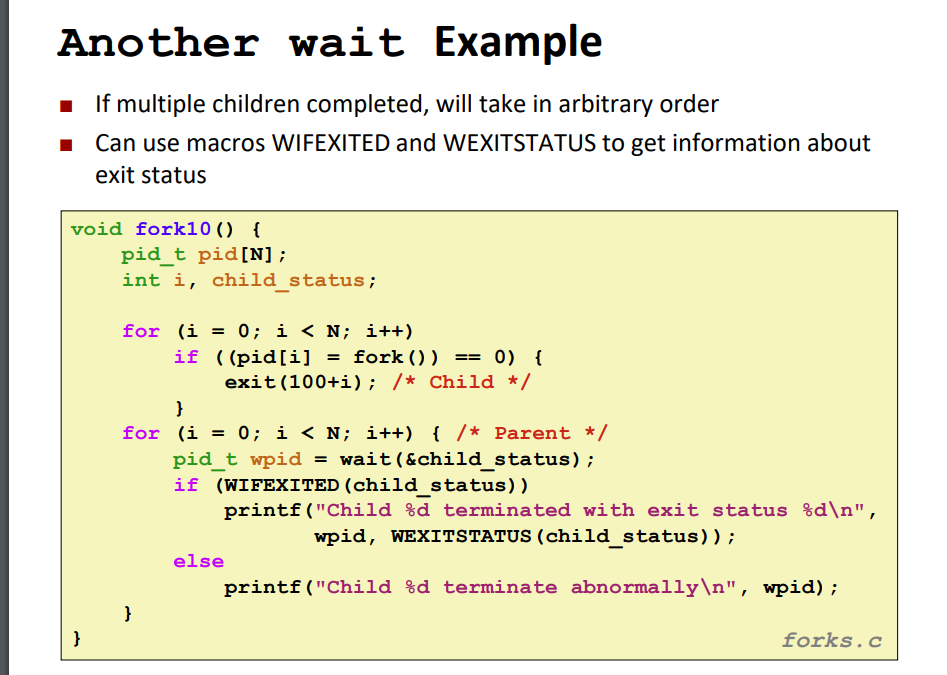 Another wait Example
If multiple children completed, will take in arbitrary order
Can use macros WIFEXITED and WEXITSTATUS to get information about
exit status
void fork10() {
    pid_t pid[N];
    int i, child_status;

    for (i = 0; i < N; i++)
        if ((pid[i] = fork()) == 0) {
            exit(100+i); /* Child */
        }
    for (i = 0; i < N; i++) { /* Parent */
        pid_t wpid = wait(&child_status);
        if (WIFEXITED(child_status))
            printf("Child %d terminated with exit status %d\n",
                   wpid, WEXITSTATUS(child_status));
        else
            printf("Child %d terminate abnormally\n", wpid);
    }
}
forks.c